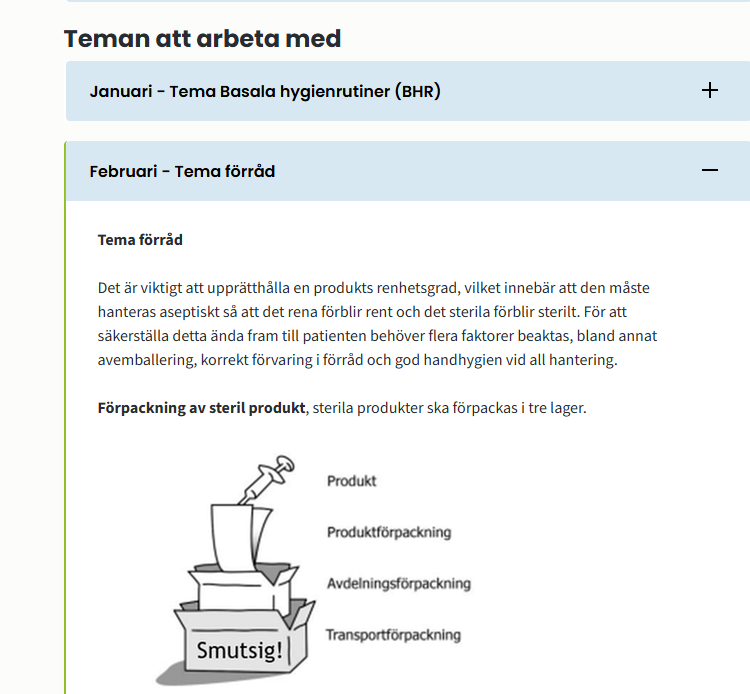 Teman att arbeta med
Januari - Tema Basala hygienrutiner (BHR)
Februari - Tema förråd
Tema förråd
Det är viktigt att upprätthålla en produkts renhetsgrad, vilket innebär att den måste
hanteras aseptiskt så att det rena förblir rent och det sterila förblir sterilt. För att
säkerställa detta ända fram till patienten behöver flera faktorer beaktas, bland annat
avemballering, korrekt förvaring i förråd och god handhygien vid all hantering.
Förpackning av steril produkt, sterila produkter ska förpackas i tre lager.
Produkt
Produktförpackning
Avdelningsförpackning
Transportförpackning
Smutsig!